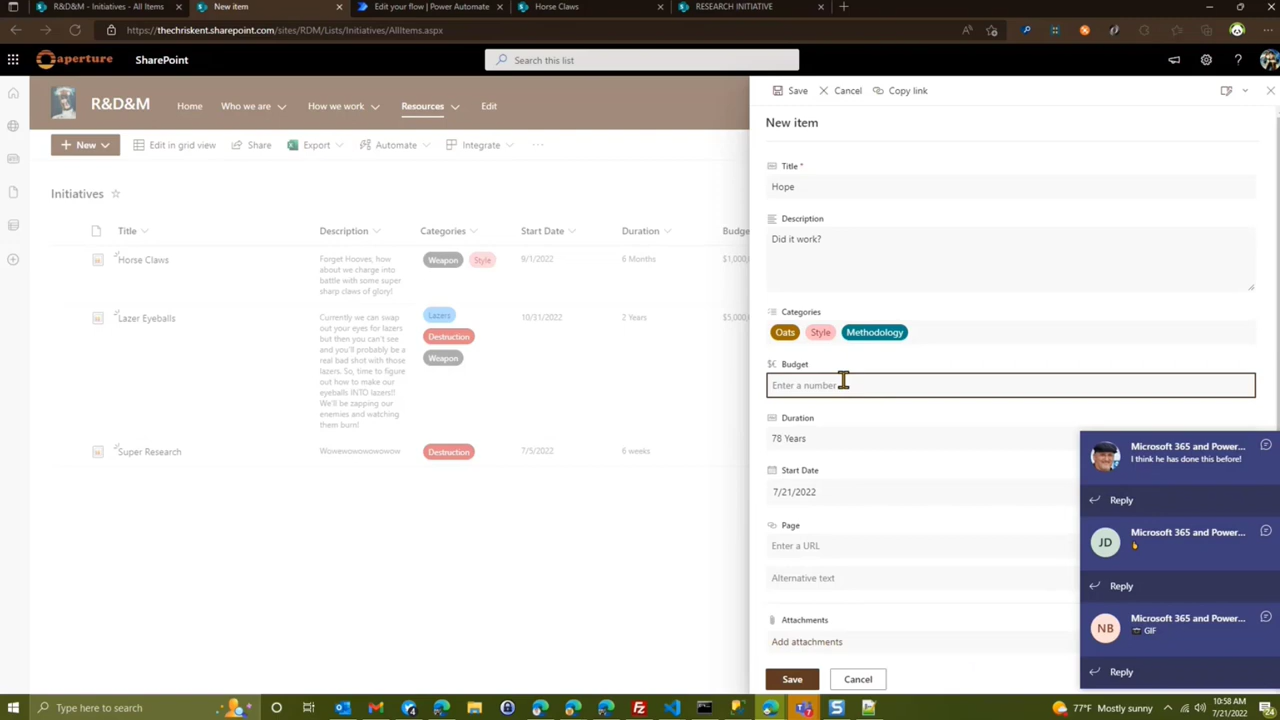 R&D&M - Initiatives - All Items
New item
Edit your flow | Power Automate
Horse Claws
RESEARCH INITIATIVE
https://thechriskent.sharepoint.com/sites/RDM/Lists/Initiatives/AllItems.aspx
aperture
SharePoint
Search this list
R&D&M
Home
Who we are
How we work
Resources
Edit
New
Edit in grid view
Share
Export
Automate
Integrate
Initiatives
Title
Description
Categories
Start Date
Duration
Budge
Horse Claws
Forget Hooves, how
about we charge into
battle with some super
sharp claws of glory!
Weapon
Style
9/1/2022
6 Months
$1,000,
Lazer Eyeballs
Currently we can swap
out your eyes for lazers
but then you can't see
and you'll probably be a
real bad shot with those
lazers. So, time to figure
out how to make our
eyeballs INTO lazers!!
We'll be zapping our
enemies and watching
them burn!
Lazers
Destruction
Weapon
10/31/2022
2 Years
$5,000,
Super Research
Wowewowowowow
Destruction
7/5/2022
6 weeks
Save
Cancel
Copy link
New item
Title *
Hope
Description
Did it work?
Categories
Oats
Style
Methodology
Budget
Enter a number
Duration
78 Years
Start Date
7/21/2022
Page
Enter a URL
Alternative text
Attachments
Add attachments
Save
Cancel
Microsoft 365 and Power...
I think he has done this before!
Reply
JD
Microsoft 365 and Power...
Reply
NB
Microsoft 365 and Power...
GIF
Reply
Type here to search
77°F Mostly sunny
10:58 AM
7/21/2022